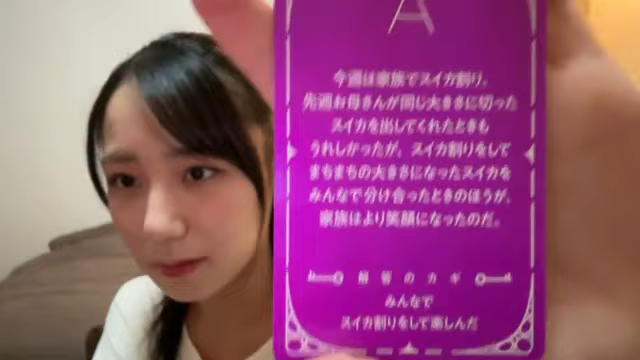 A
今週は家族でスイカ割り。
先週お母さんが同じ大きさに切った
スイカを出してくれたときも
うれしかったが、スイカ割りをして
まちまちの大きさになったスイカを
みんなで分け合ったときのほうが、
家族はより笑顔になったのだ。
解答のカギ
みんなで
スイカ割りをして楽しんだ